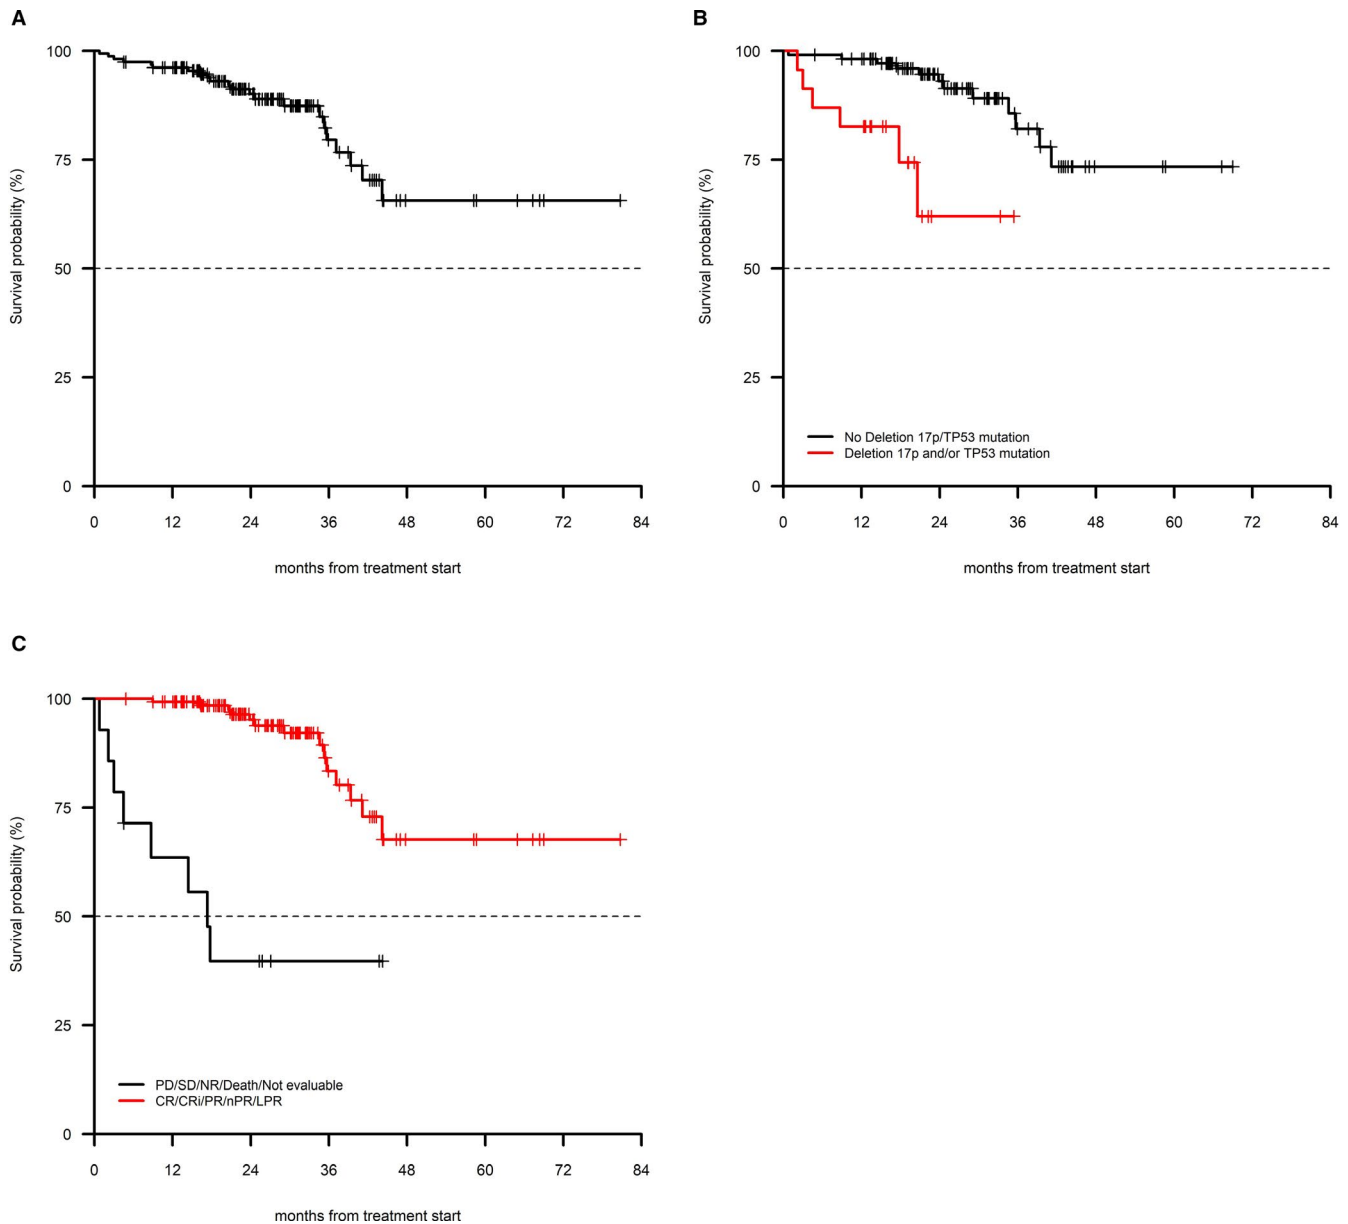 A
100
75
50
25
0
Survival probability (%)
0 12 24 36 48 60 72 84
months from treatment start
B
100
75
50
25
0
Survival probability (%)
No Deletion 17p/TP53 mutation
Deletion 17p and/or TP53 mutation
0 12 24 36 48 60 72 84
months from treatment start
C
100
75
50
25
0
Survival probability (%)
PD/SD/NR/Death/Not evaluable
CR/CRi/PR/nPR/LPR
0 12 24 36 48 60 72 84
months from treatment start